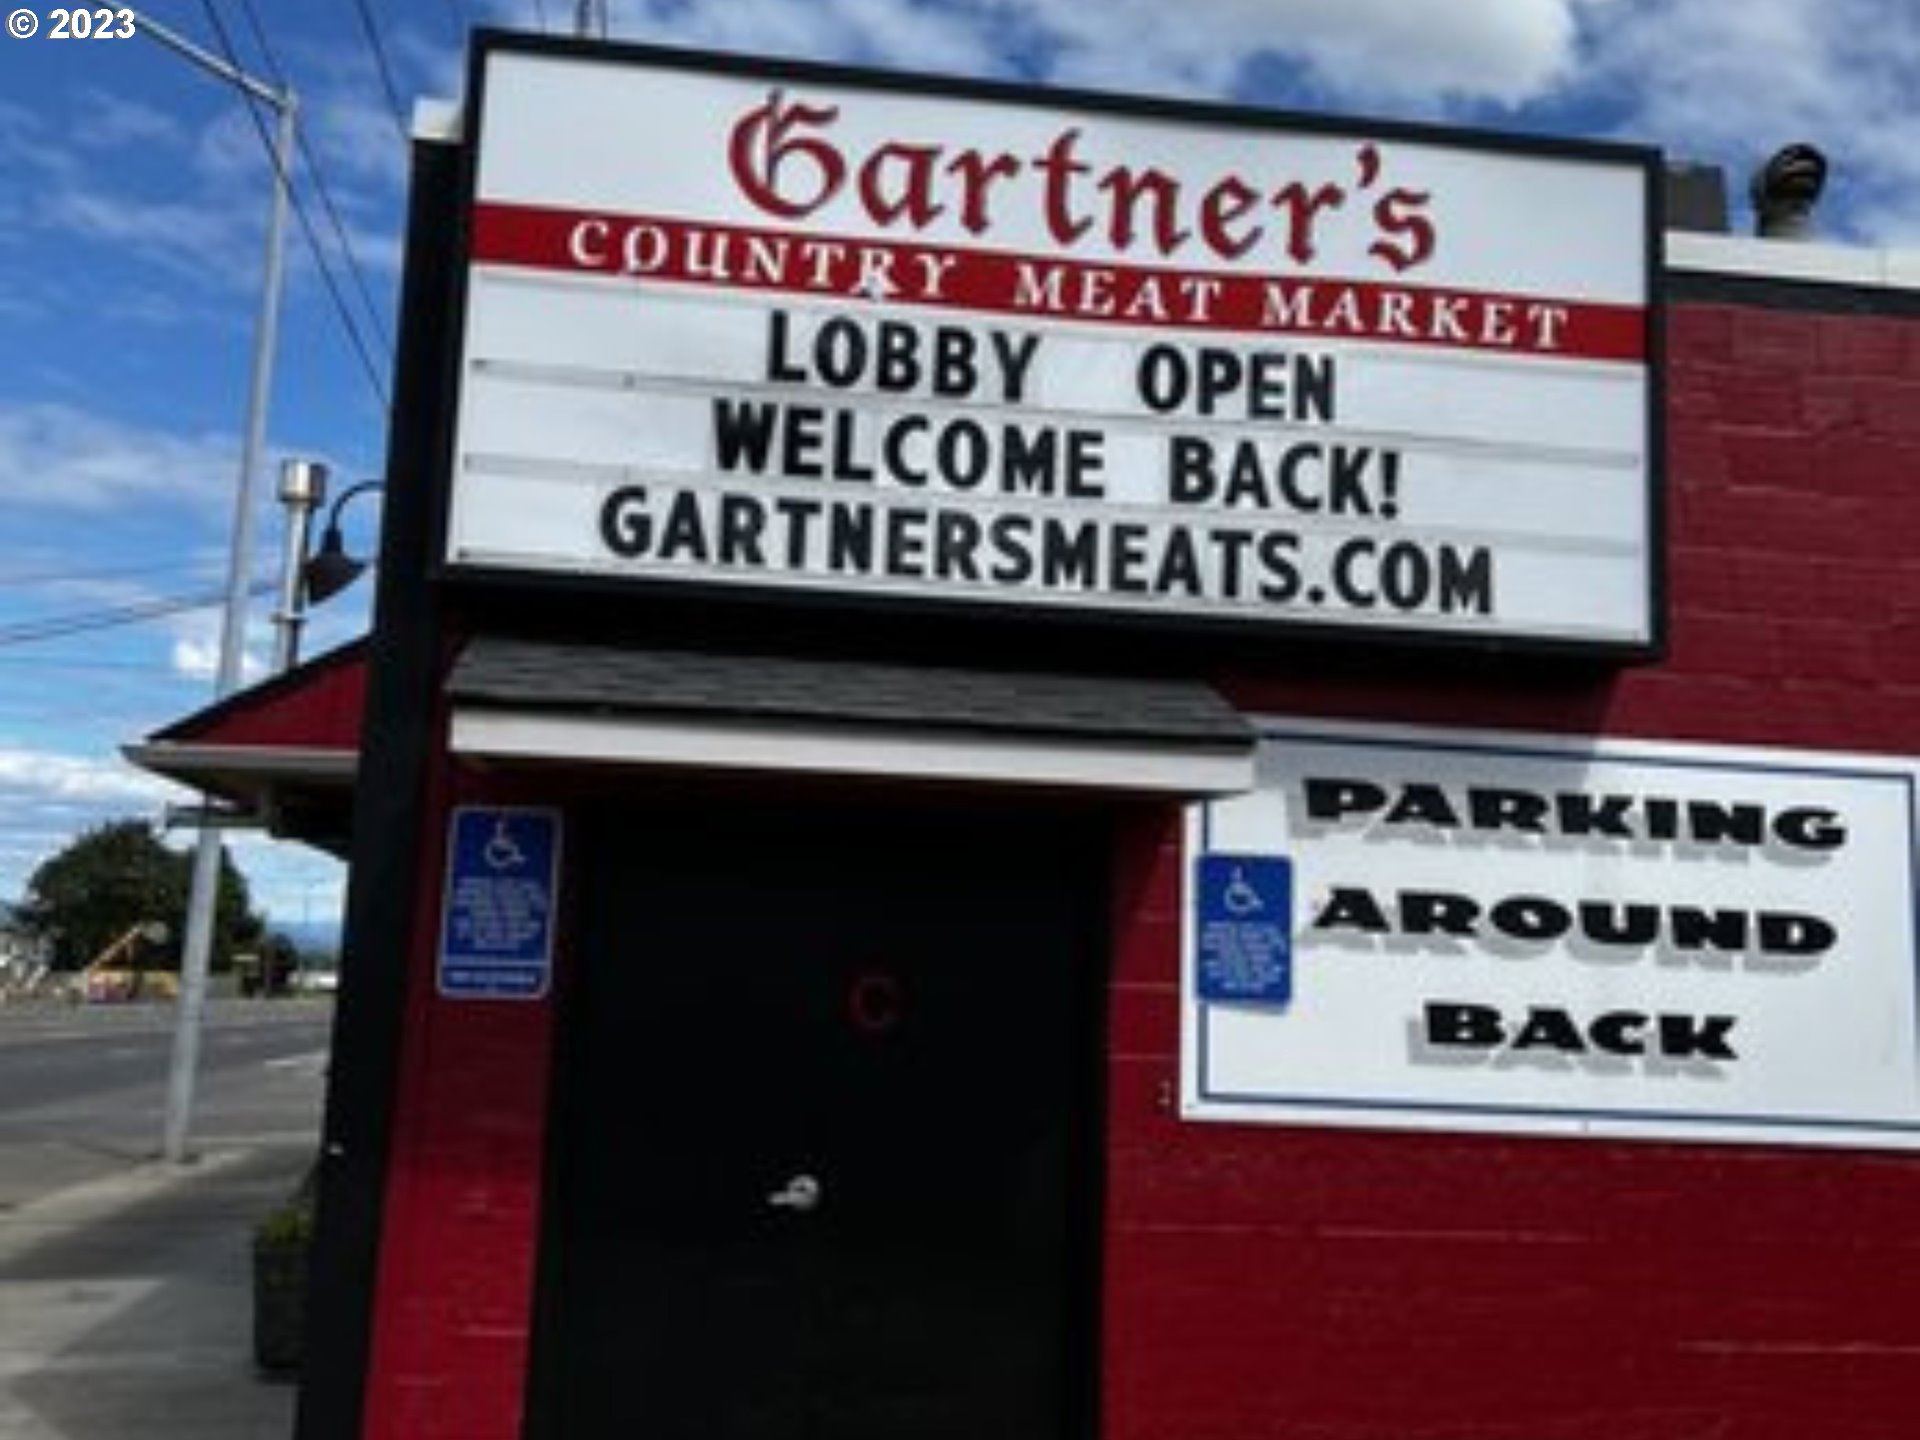 © 2023
Gartner's
COUNTRY MEAT MARKET
LOBBY OPEN
WELCOME BACK!
GARTNERSMEATS.COM
PARKING
AROUND
BACK
C